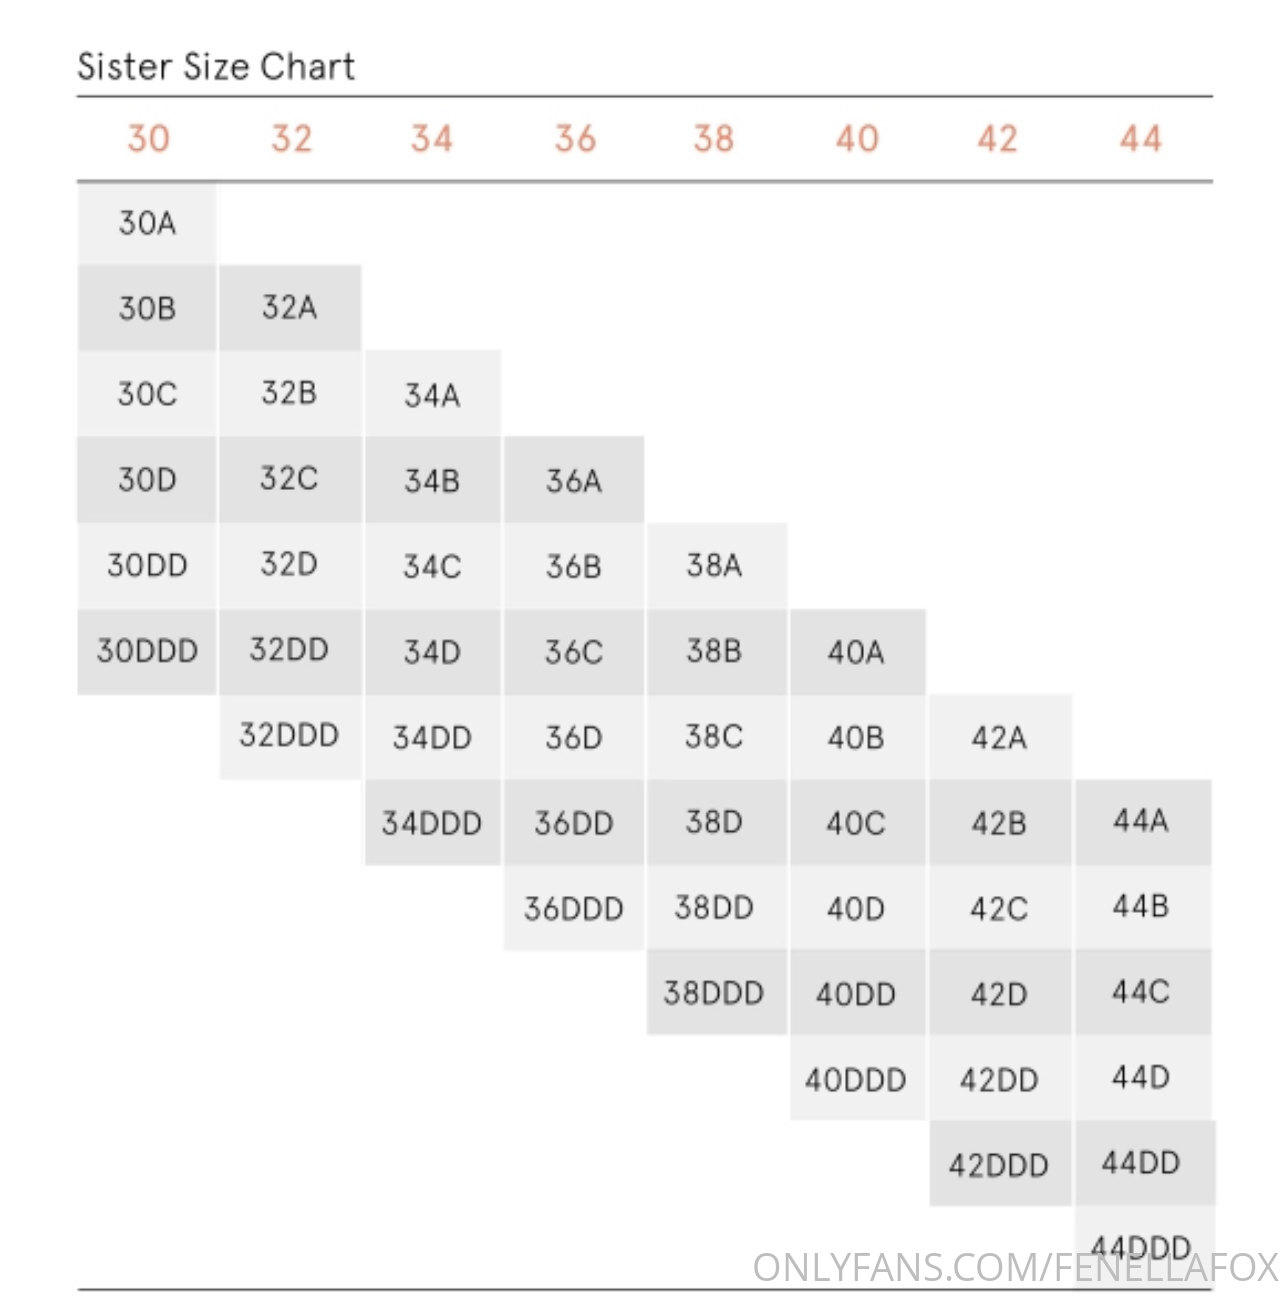 Sister Size Chart
30 32 34 36 38 40 42 44
30A
30B 32A
30C 32B 34A
30D 32C 34B 36A
30DD 32D 34C 36B 38A
30DDD 32DD 34D 36C 38B 40A
32DDD 34DD 36D 38C 40B 42A
34DDD 36DD 38D 40C 42B 44A
36DDD 38DD 40D 42C 44B
38DDD 40DD 42D 44C
40DDD 42DD 44D
42DDD 44DD
44DDD
ONLYFANS.COM/FENELLAFOX